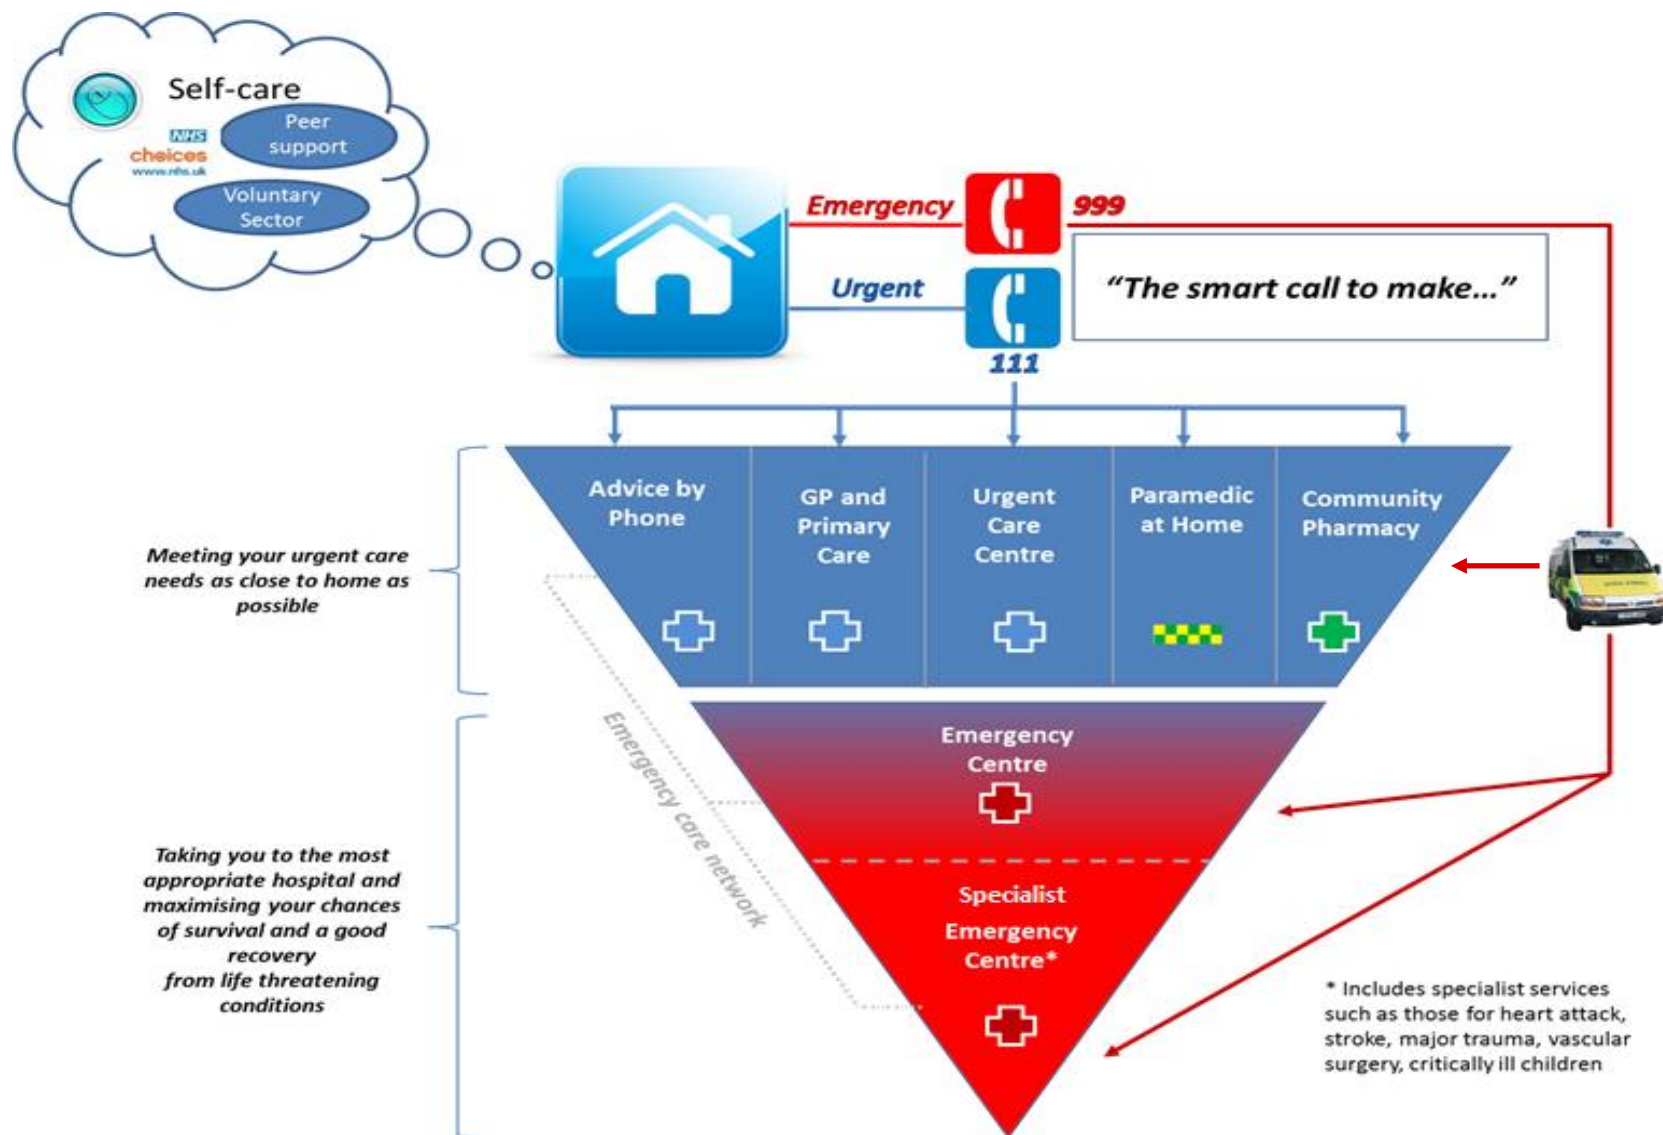 Self-care
Peer
support
NHS
choices
www.nhs.uk
Voluntary
Sector
Emergency
999
Urgent
111
“The smart call to make...”
Advice by
Phone
GP and
Primary
Care
Urgent
Care
Centre
Paramedic
at Home
Community
Pharmacy
Meeting your urgent care
needs as close to home as
possible
Emergency care network
Emergency
Centre
Taking you to the most
appropriate hospital and
maximising your chances
of survival and a good
recovery
from life threatening
conditions
Specialist
Emergency
Centre*
* Includes specialist services
such as those for heart attack,
stroke, major trauma, vascular
surgery, critically ill children